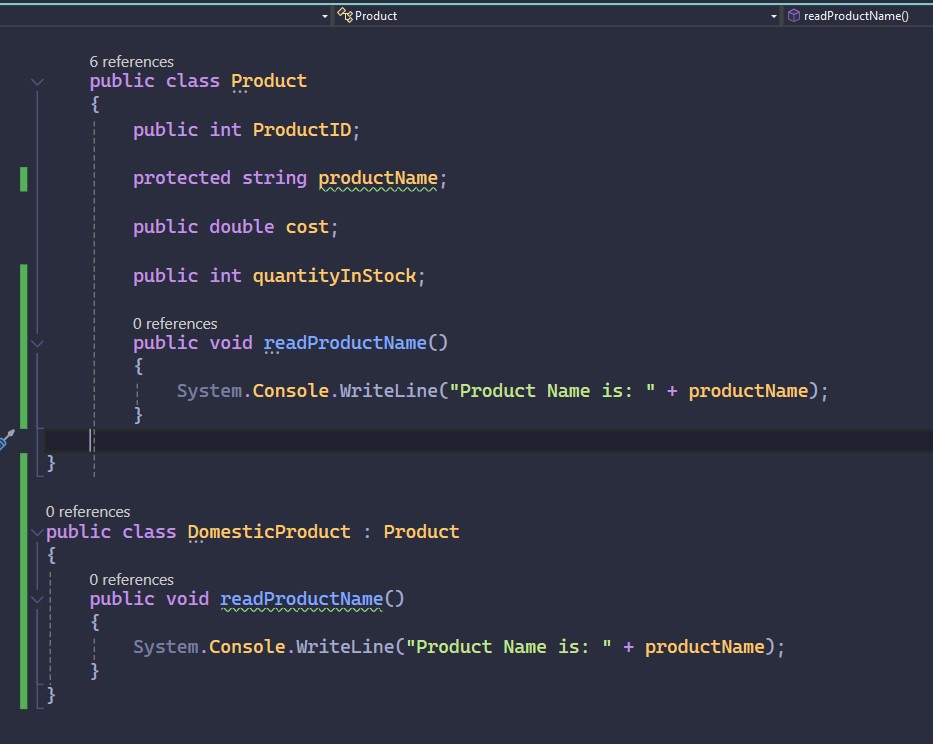 Product readProductName()
6 references
public class Product
{
public int ProductID;
protected string productName;
public double cost;
public int quantityInStock;
0 references
public void readProductName()
{
System.Console.WriteLine("Product Name is: " + productName);
}
}
0 references
public class DomesticProduct : Product
{
0 references
public void readProductName()
{
System.Console.WriteLine("Product Name is: " + productName);
}
}